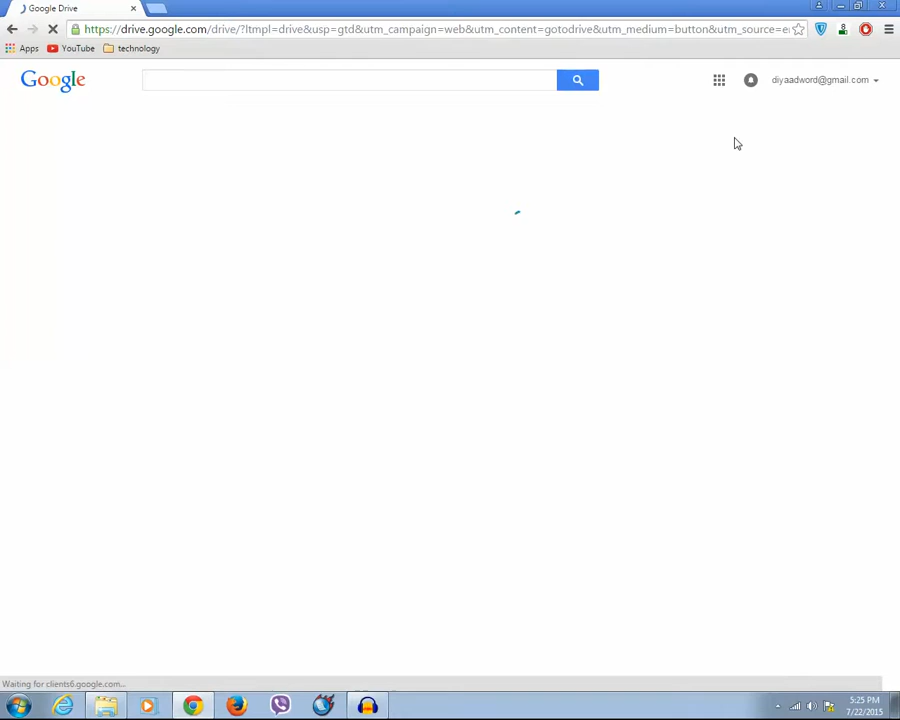 Google Drive
https://drive.google.com/drive/?ltmpl=drive&usp=gtd&utm_campaign=web&utm_content=gotodrive&utm_medium=button&utm_source=e
Apps YouTube technology
Google diyaadword@gmail.com
Waiting for clients6.google.com...
5:25 PM
7/22/2015